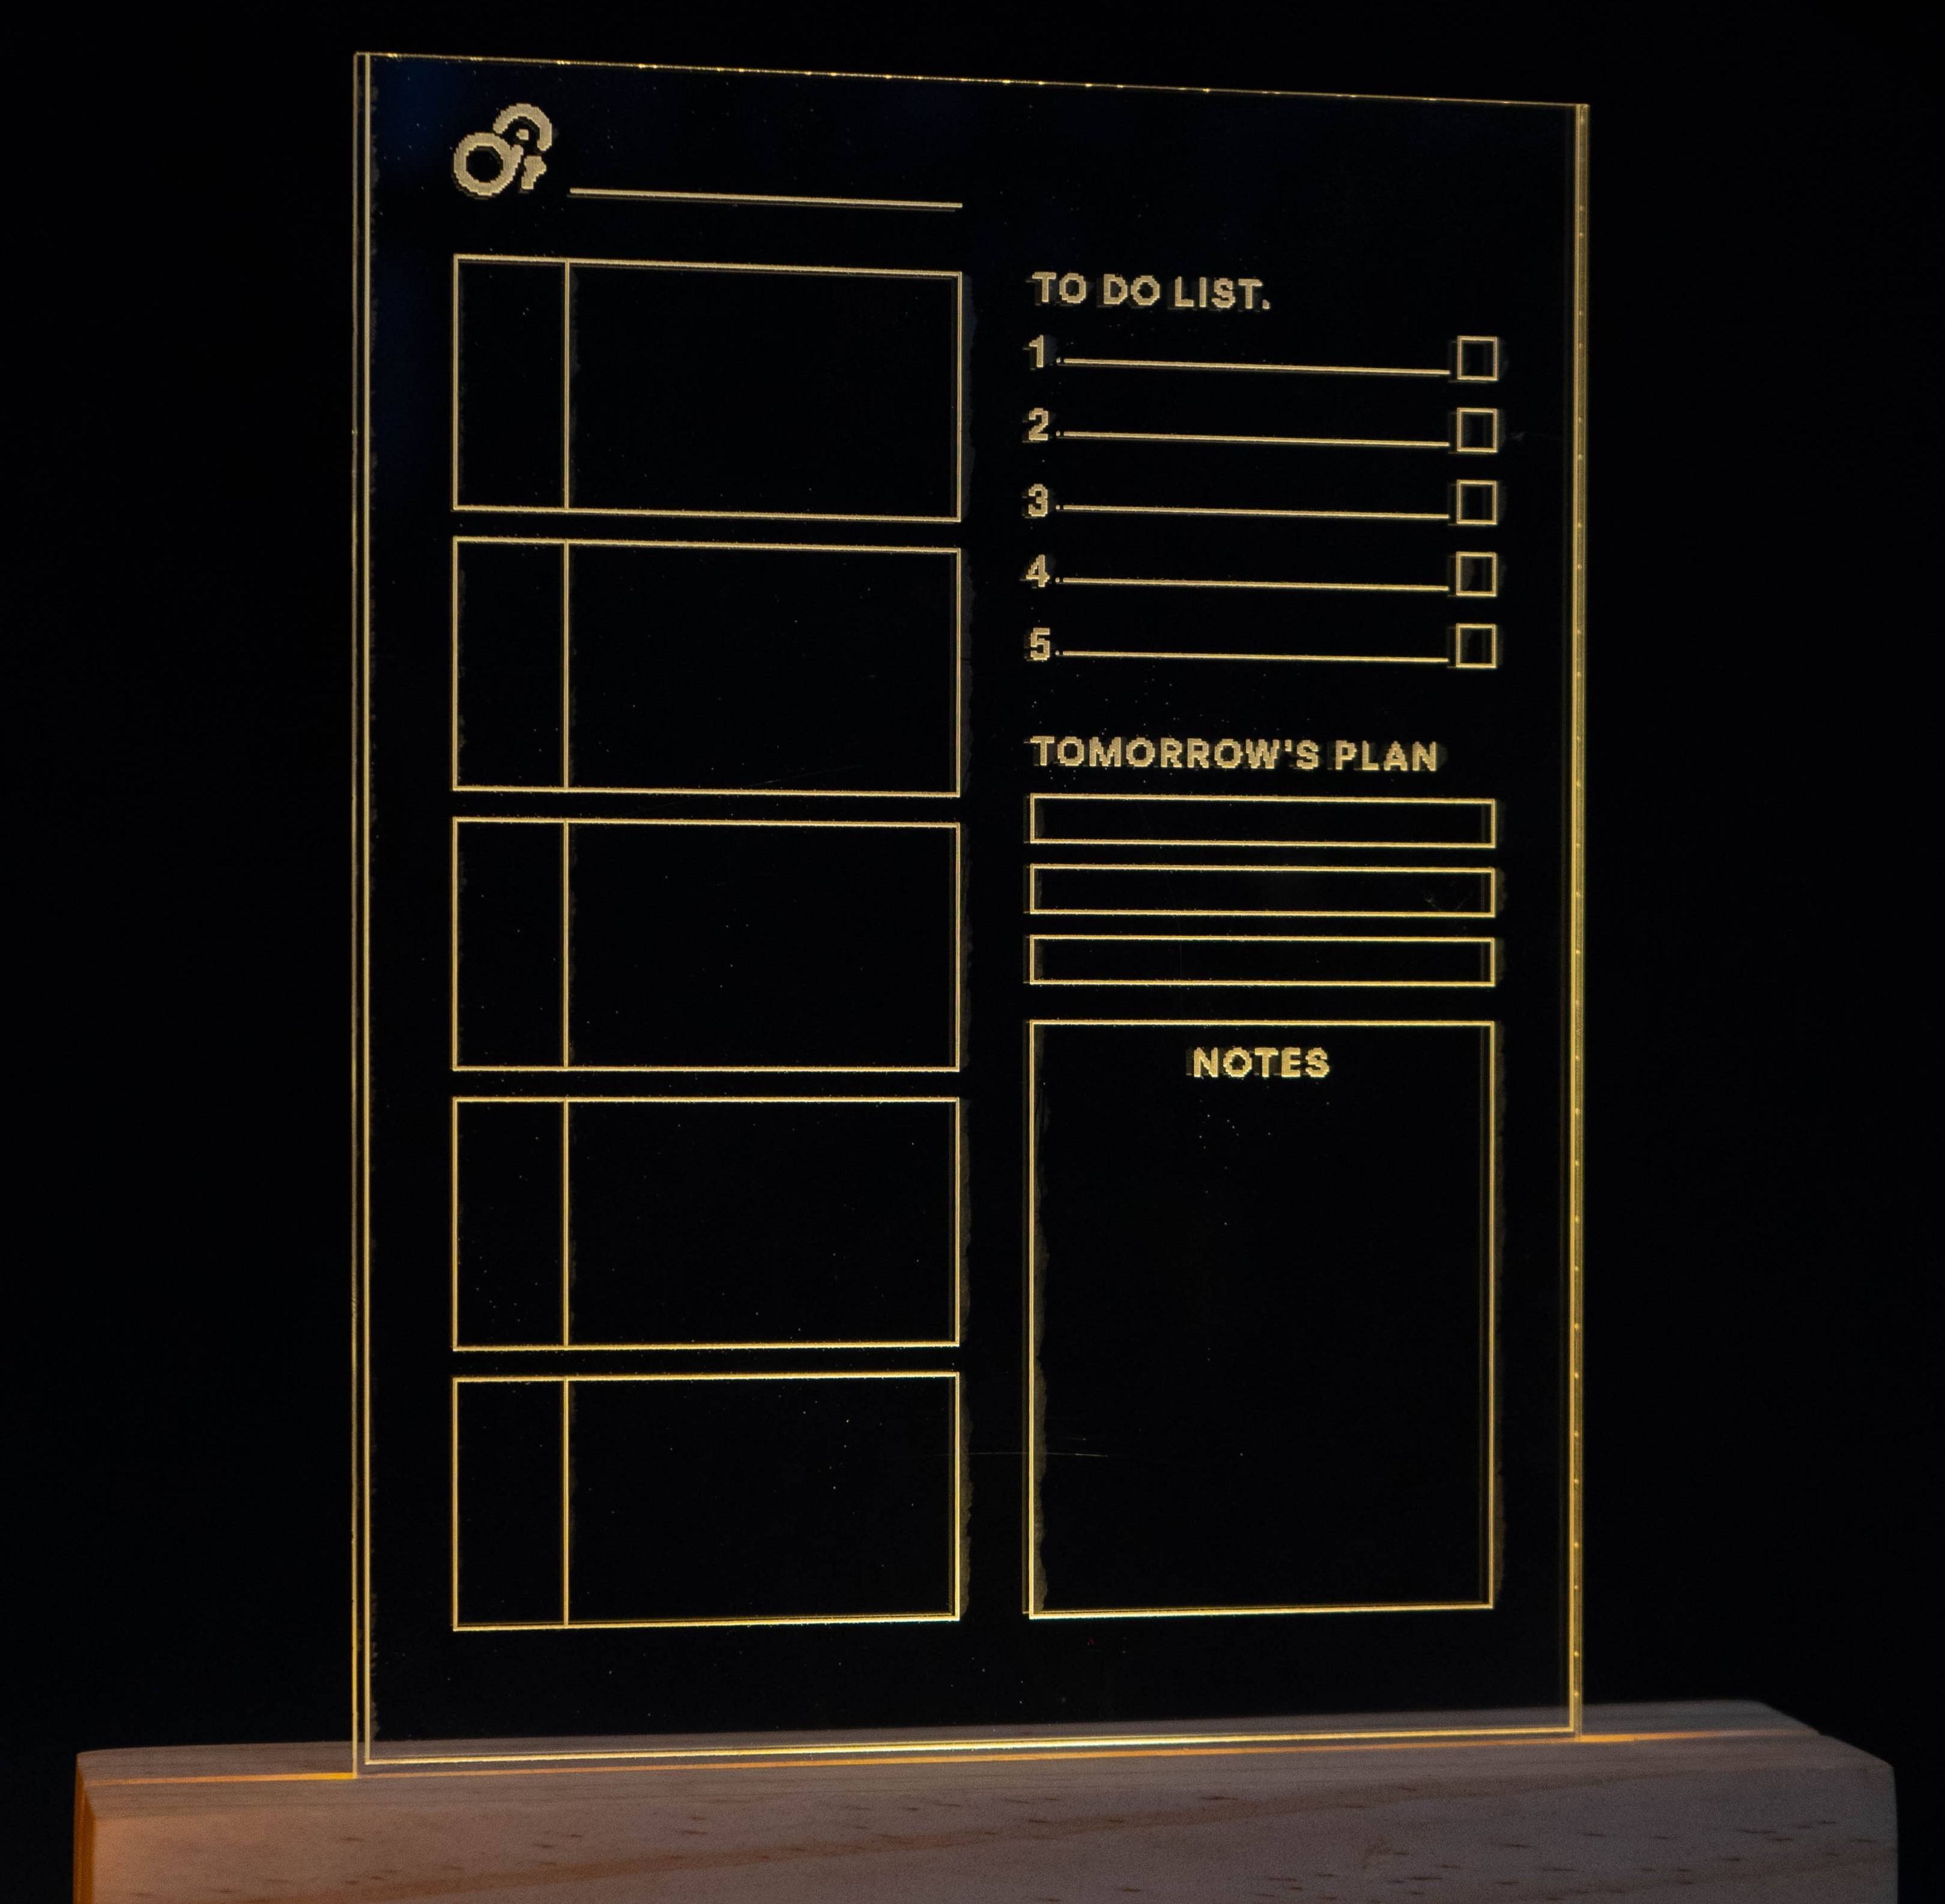 TO DO LIST.
1.
2.
3.
4.
5.
TOMORROW'S PLAN
NOTES